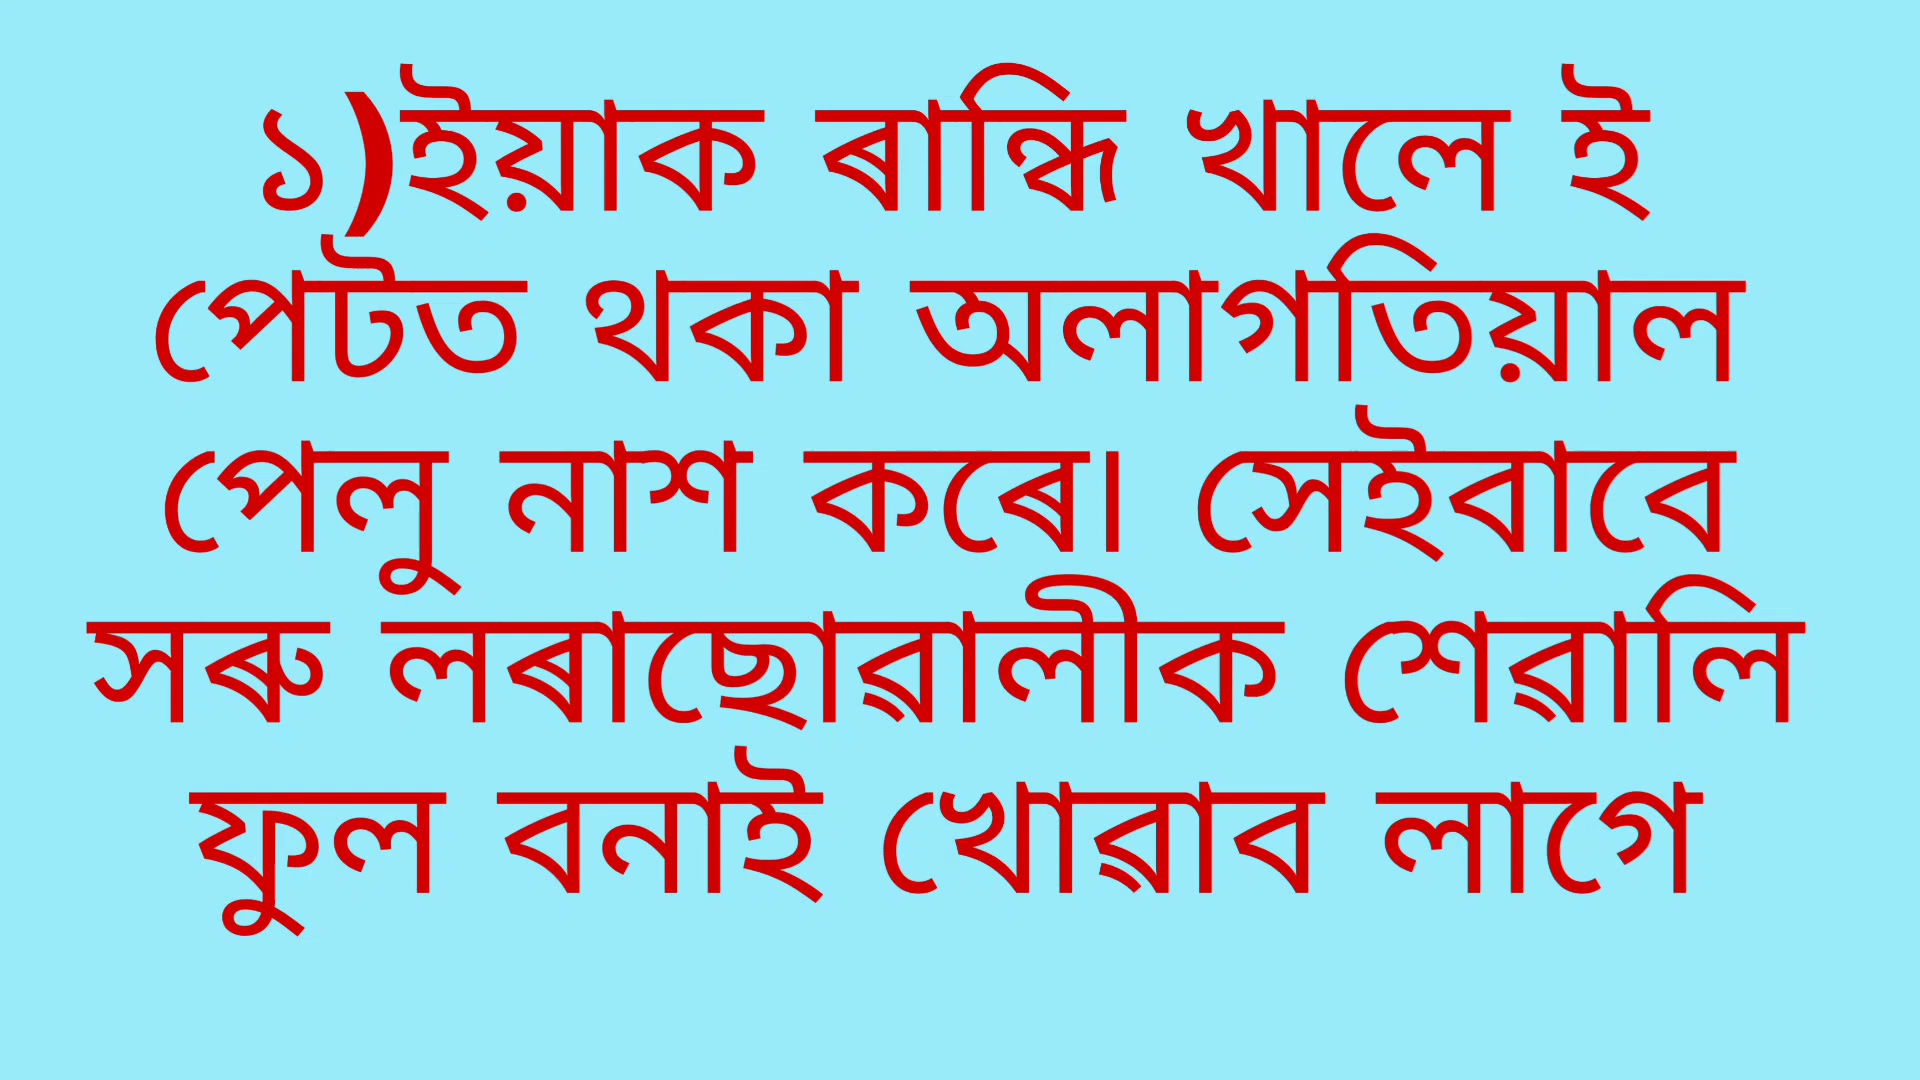 ১)ইয়াক ৰান্ধি খালে ই
পেটত থকা অলাগতিয়াল
পেলু নাশ কৰে। সেইবাবে
সৰু লৰাছোৱালীক শেৱালি
ফুল বনাই খোৱাব লাগে